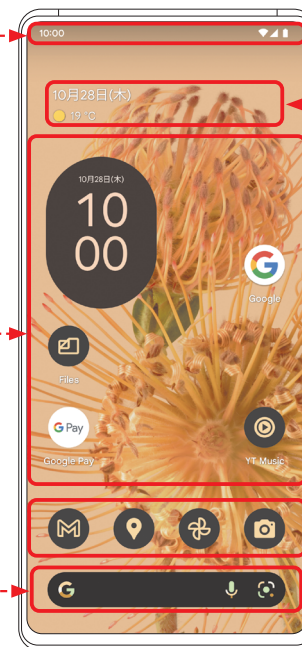 10:00
10月28日(木)
19 °C
10月28日(木)
10
00
Google
Files
G Pay
Google Pay
YT Music